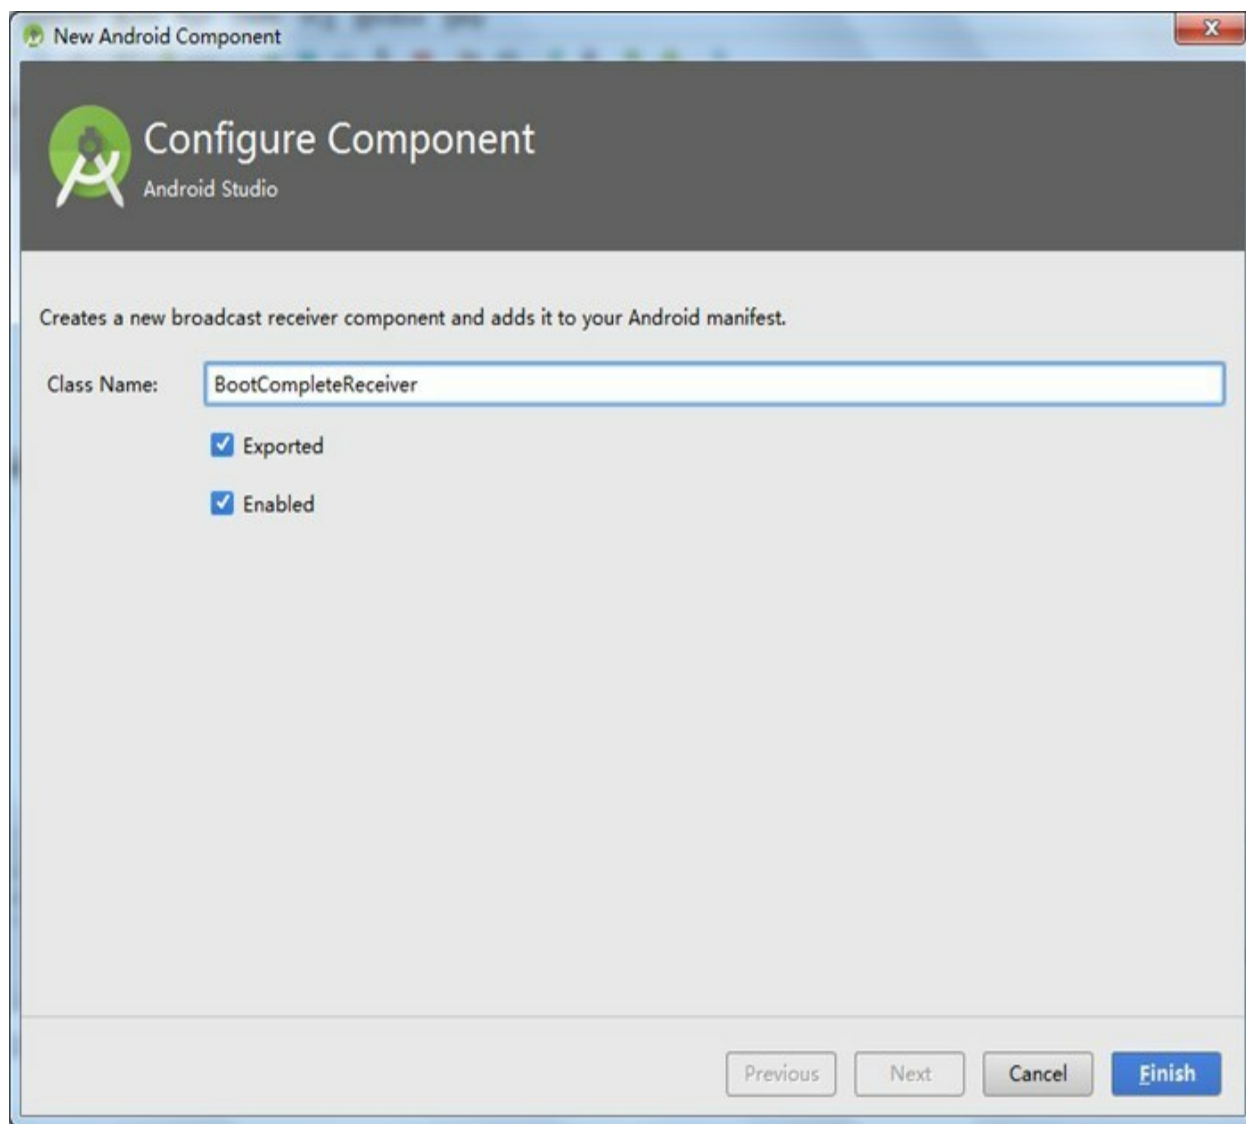 New Android Component
Configure Component
Android Studio
Creates a new broadcast receiver component and adds it to your Android manifest.
Class Name: BootCompleteReceiver
Exported
Enabled
Previous Next Cancel Finish